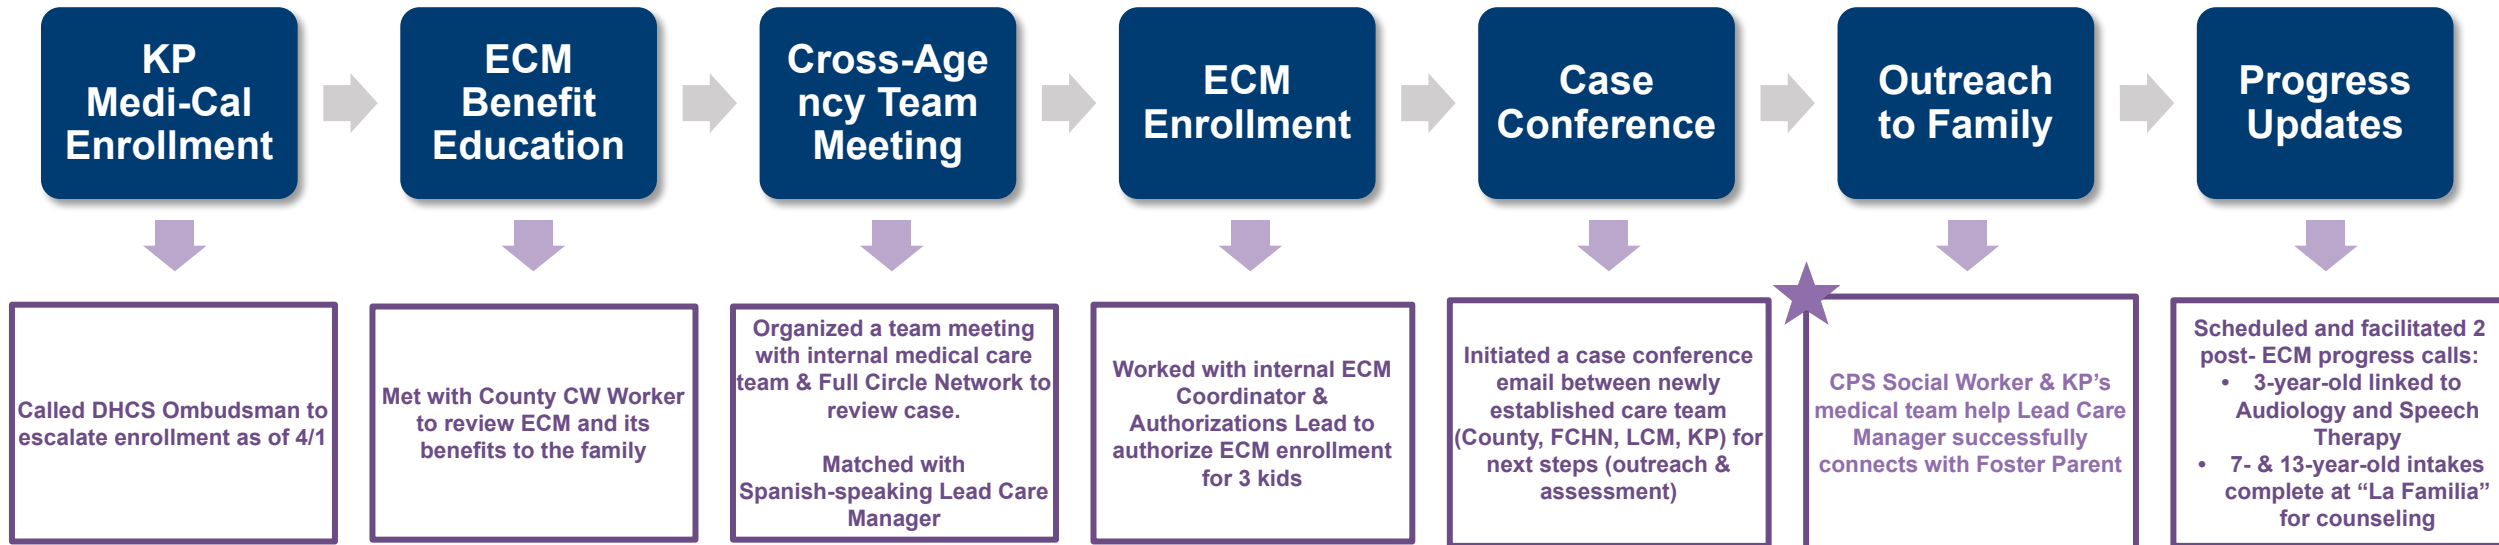 KP
Medi-Cal
Enrollment
ECM
Benefit
Education
Cross-Age
ncy Team
Meeting
ECM
Enrollment
Case
Conference
Outreach
to Family
Progress
Updates
Called DHCS Ombudsman to
escalate enrollment as of 4/1
Met with County CW Worker
to review ECM and its
benefits to the family
Organized a team meeting
with internal medical care
team & Full Circle Network to
review case.
Matched with
Spanish-speaking Lead Care
Manager
Worked with internal ECM
Coordinator &
Authorizations Lead to
authorize ECM enrollment
for 3 kids
Initiated a case conference
email between newly
established care team
(County, FCHN, LCM, KP) for
next steps (outreach &
assessment)
CPS Social Worker & KP’s
medical team help Lead Care
Manager successfully
connects with Foster Parent
Scheduled and facilitated 2
post- ECM progress calls:
• 3-year-old linked to
Audiology and Speech
Therapy
• 7- & 13-year-old intakes
complete at “La Familia”
for counseling